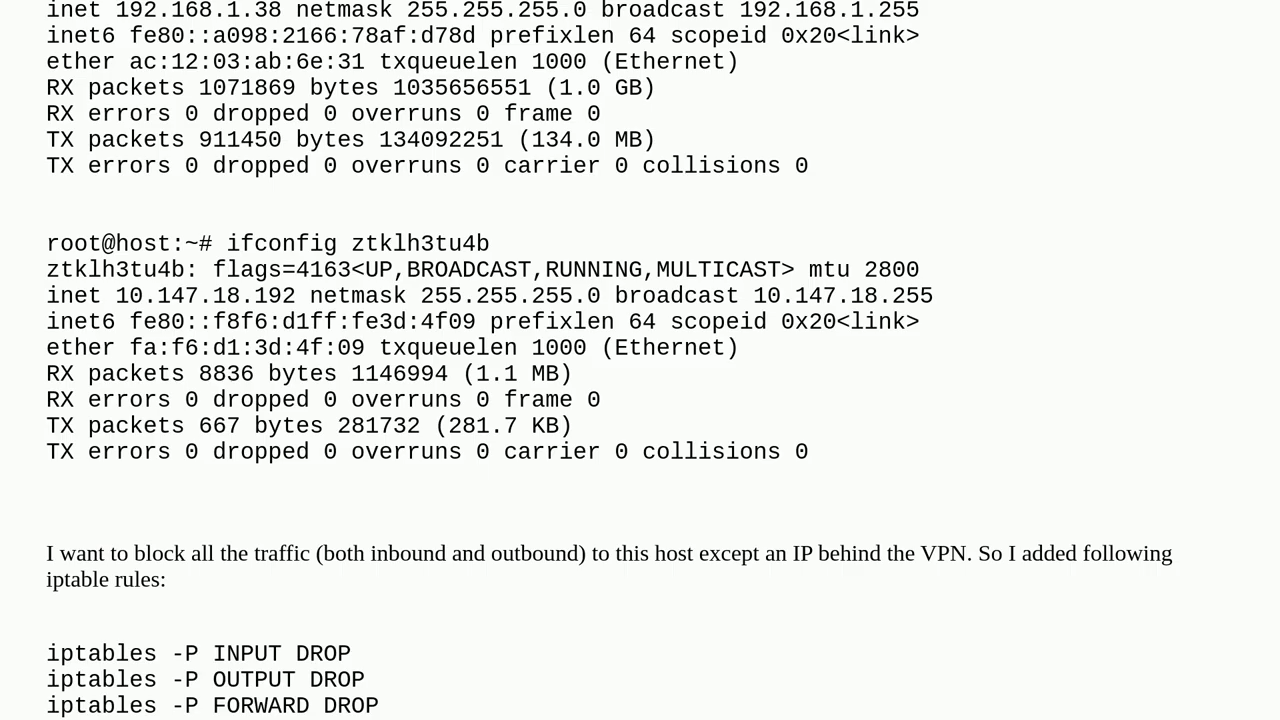 inet 192.168.1.38 netmask 255.255.255.0 broadcast 192.168.1.255
inet6 fe80::a098:2166:78af:d78d prefixlen 64 scopeid 0x20<link>
ether ac:12:03:ab:6e:31 txqueuelen 1000 (Ethernet)
RX packets 1071869 bytes 1035656551 (1.0 GB)
RX errors 0 dropped 0 overruns 0 frame 0
TX packets 911450 bytes 134092251 (134.0 MB)
TX errors 0 dropped 0 overruns 0 carrier 0 collisions 0
root@host:~# ifconfig ztklh3tu4b
ztklh3tu4b: flags=4163<UP,BROADCAST,RUNNING,MULTICAST> mtu 2800
inet 10.147.18.192 netmask 255.255.255.0 broadcast 10.147.18.255
inet6 fe80::f8f6:d1ff:fe3d:4f09 prefixlen 64 scopeid 0x20<link>
ether fa:f6:d1:3d:4f:09 txqueuelen 1000 (Ethernet)
RX packets 8836 bytes 1146994 (1.1 MB)
RX errors 0 dropped 0 overruns 0 frame 0
TX packets 667 bytes 281732 (281.7 KB)
TX errors 0 dropped 0 overruns 0 carrier 0 collisions 0
I want to block all the traffic (both inbound and outbound) to this host except an IP behind the VPN. So I added following
iptable rules:
iptables -P INPUT DROP
iptables -P OUTPUT DROP
iptables -P FORWARD DROP